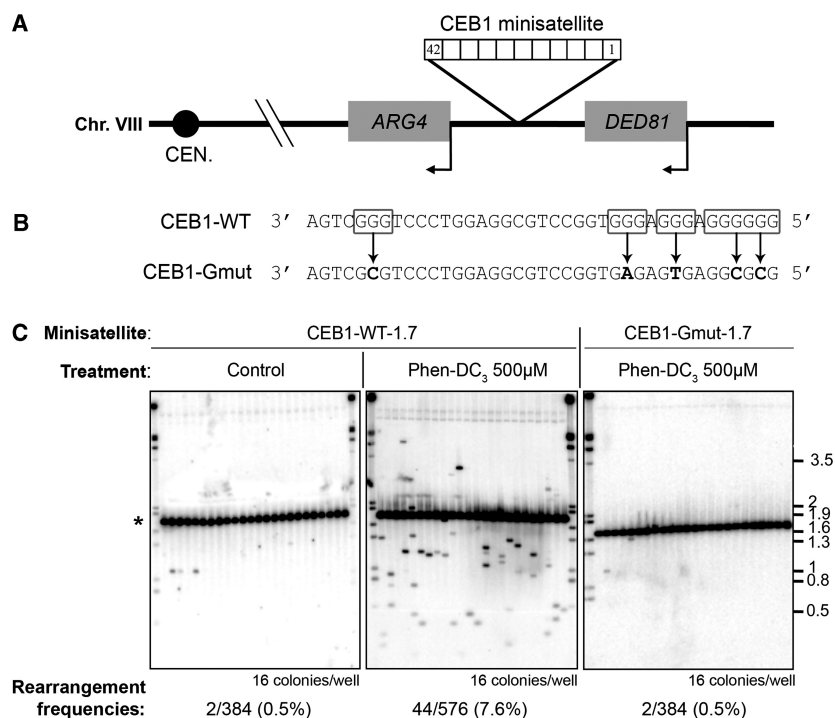 A
CEB1 minisatellite
42 1
Chr. VIII
ARG4
DED81
CEN.
B
CEB1-WT 3′ AGTCGGGTCCCTGGAGGCGTCCGGTGGGAGGGAGGGGGG 5′
CEB1-Gmut 3′ AGTCGCGTCCCTGGAGGCGTCCGGTGAGAGTGAGGCGCG 5′
C
Minisatellite: CEB1-WT-1.7 CEB1-Gmut-1.7
Treatment: Control Phen-DC3 500µM Phen-DC3 500µM
3.5
2
1.9
1.6
1.3
1
0.8
0.5
*
16 colonies/well 16 colonies/well 16 colonies/well
Rearrangement
frequencies: 2/384 (0.5%) 44/576 (7.6%) 2/384 (0.5%)